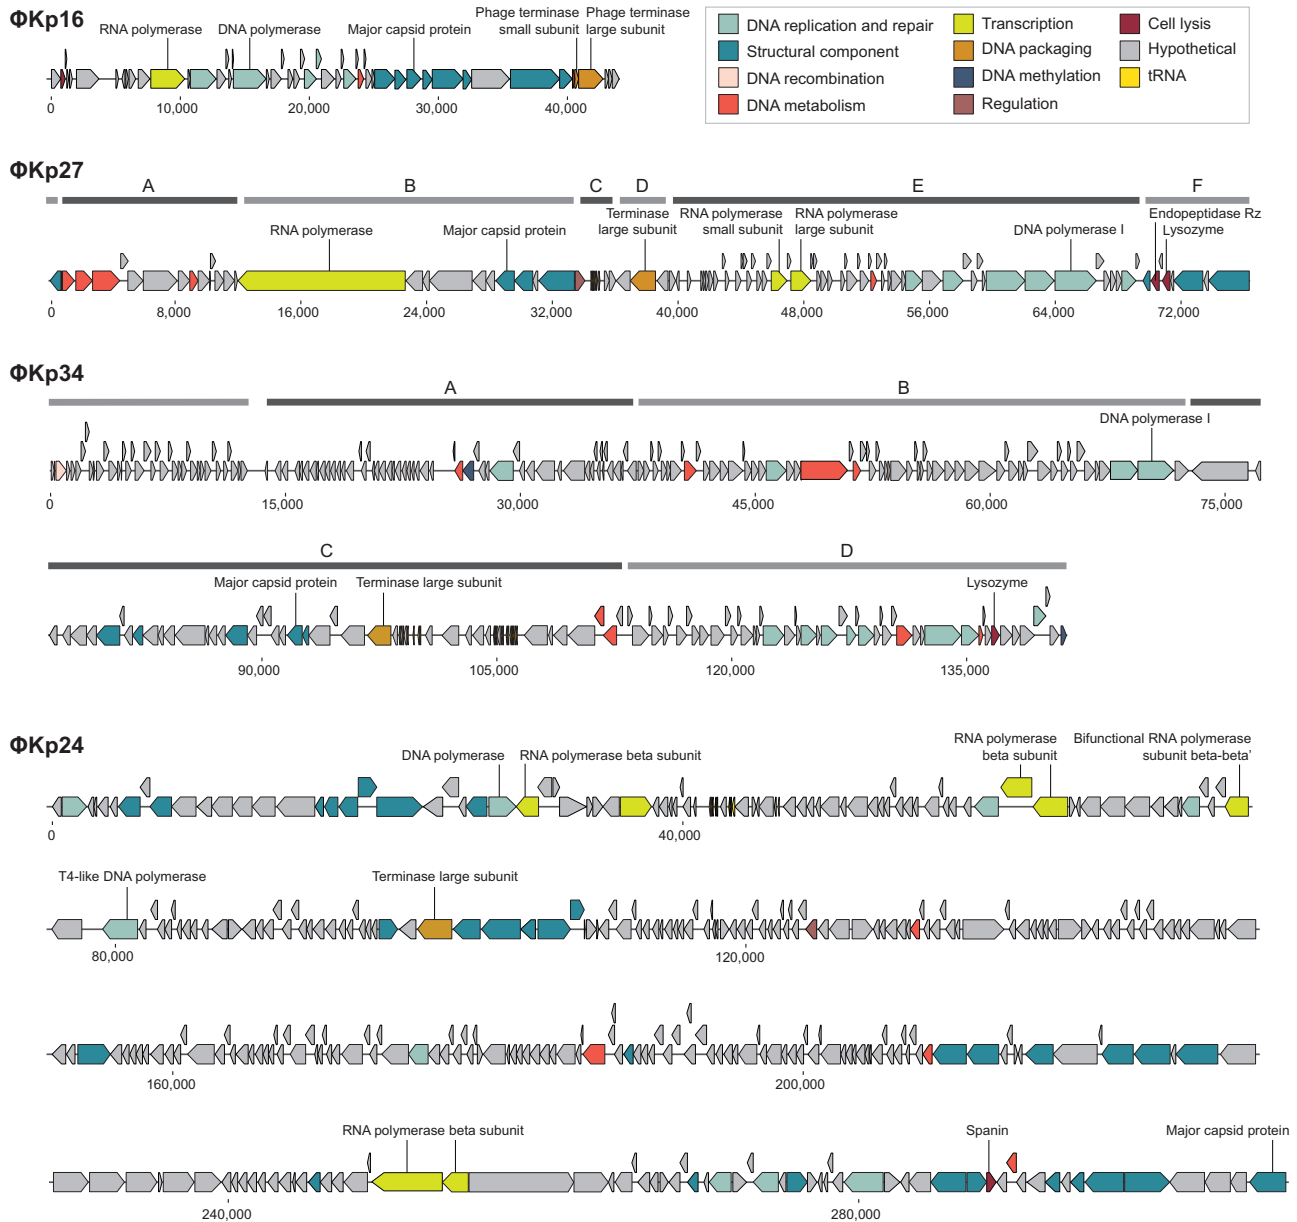 ΦKp16
RNA polymerase
DNA polymerase
Major capsid protein
Phage terminase
small subunit
Phage terminase
large subunit
0
10,000
20,000
30,000
40,000
DNA replication and repair
Structural component
DNA recombination
DNA metabolism
Transcription
DNA packaging
DNA methylation
Regulation
Cell lysis
Hypothetical
tRNA
ΦKp27
A
B
C
D
E
F
RNA polymerase
Major capsid protein
Terminase
large subunit
RNA polymerase
small subunit
RNA polymerase
large subunit
DNA polymerase I
Endopeptidase Rz
Lysozyme
0
8,000
16,000
24,000
32,000
40,000
48,000
56,000
64,000
72,000
ΦKp34
A
B
DNA polymerase I
0
15,000
30,000
45,000
60,000
75,000
C
D
Major capsid protein
Terminase large subunit
Lysozyme
90,000
105,000
120,000
135,000
ΦKp24
DNA polymerase
RNA polymerase beta subunit
RNA polymerase
beta subunit
Bifunctional RNA polymerase
subunit beta-beta’
0
40,000
T4-like DNA polymerase
Terminase large subunit
80,000
120,000
160,000
200,000
RNA polymerase beta subunit
Spanin
Major capsid protein
240,000
280,000